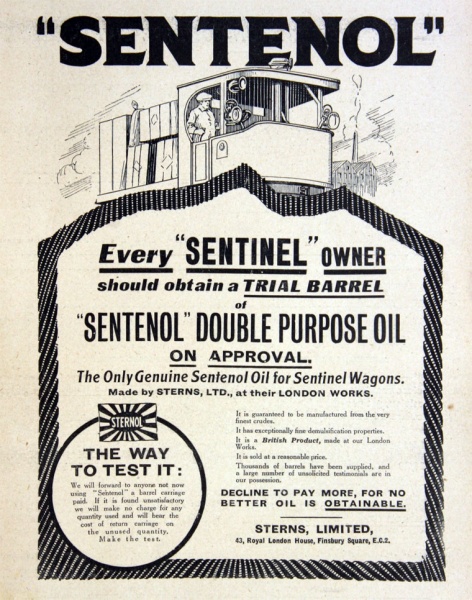 "SENTENOL"
Every "SENTINEL" OWNER
should obtain a TRIAL BARREL
of
"SENTENOL" DOUBLE PURPOSE OIL
ON APPROVAL.
The Only Genuine Sentenol Oil for Sentinel Wagons.
Made by STERNS, LTD., at their LONDON WORKS.
STERNOL
THE WAY
TO TEST IT:
We will forward to anyone not now
using "Sentenol" a barrel carriage
paid. If it is found unsatisfactory
we will make no charge for any
quantity used and will bear the
cost of return carriage on
the unused quantity.
Make the test.
It is guaranteed to be manufactured from the very
finest crudes.
It has exceptionally fine demulsification properties.
It is a British Product, made at our London
Works.
It is sold at a reasonable price.
Thousands of barrels have been supplied, and
a large number of unsolicited testimonials are in
our possession.
DECLINE TO PAY MORE, FOR NO
BETTER OIL IS OBTAINABLE.
STERNS, LIMITED,
43, Royal London House, Finsbury Square, E.C.2.